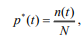 p*(t) = n(t)/N,